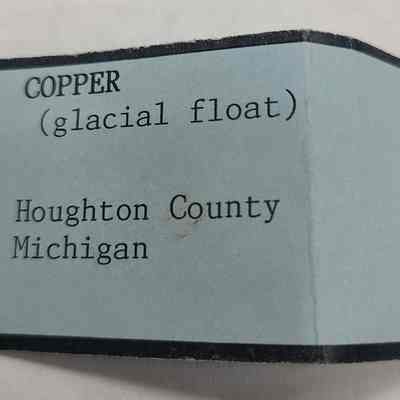 COPPER
(glacial float)
Houghton County
Michigan